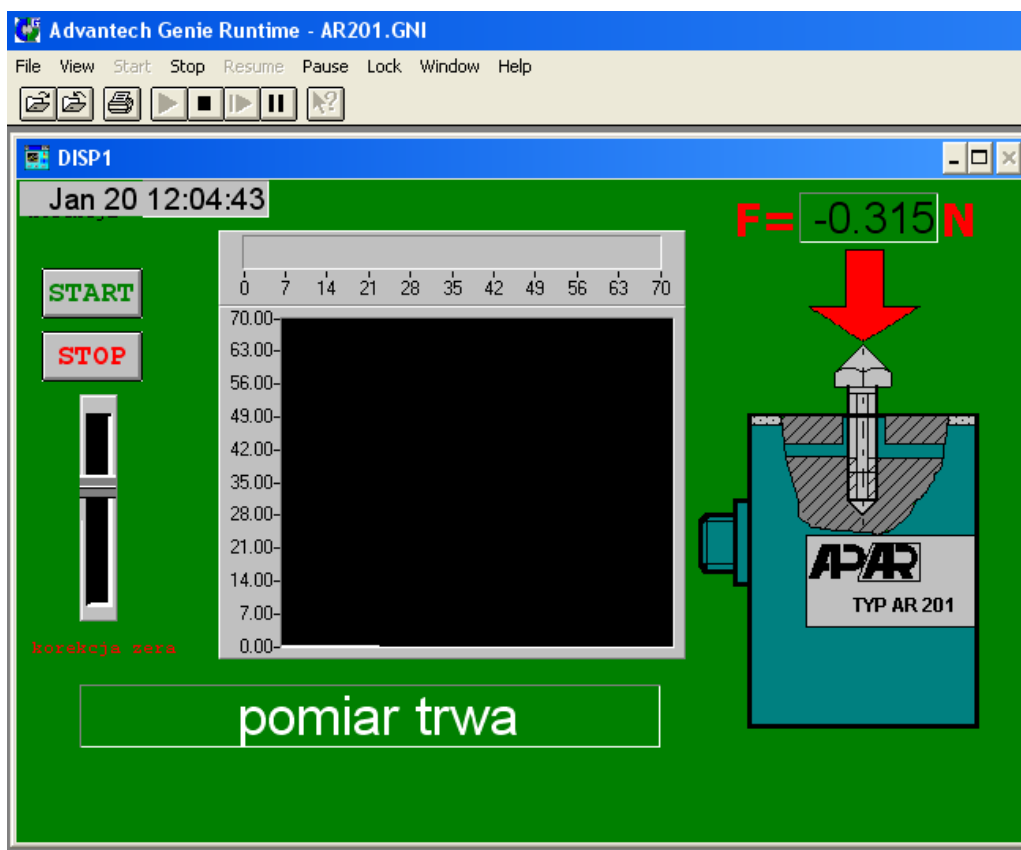 Advantech Genie Runtime - AR201.GNI
File View Start Stop Resume Pause Lock Window Help
DISP1
Jan 20 12:04:43
F= -0.315 N
START
STOP
0 7 14 21 28 35 42 49 56 63 70
70.00
63.00
56.00
49.00
42.00
35.00
28.00
21.00
14.00
7.00
0.00
korekcja zera
APAR
TYP AR 201
pomiar trwa